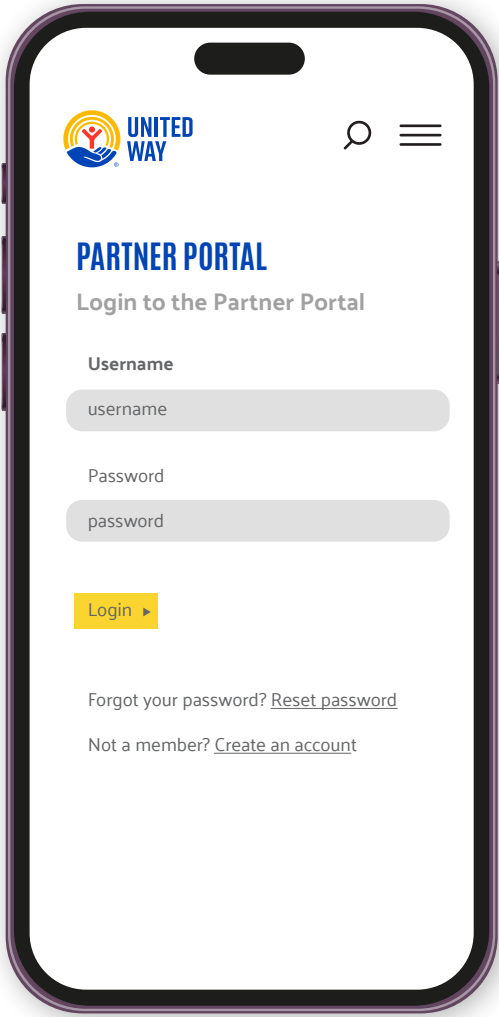 UNITED
WAY
®
PARTNER PORTAL
Login to the Partner Portal
Username
username
Password
password
Login ▸
Forgot your password? Reset password
Not a member? Create an account